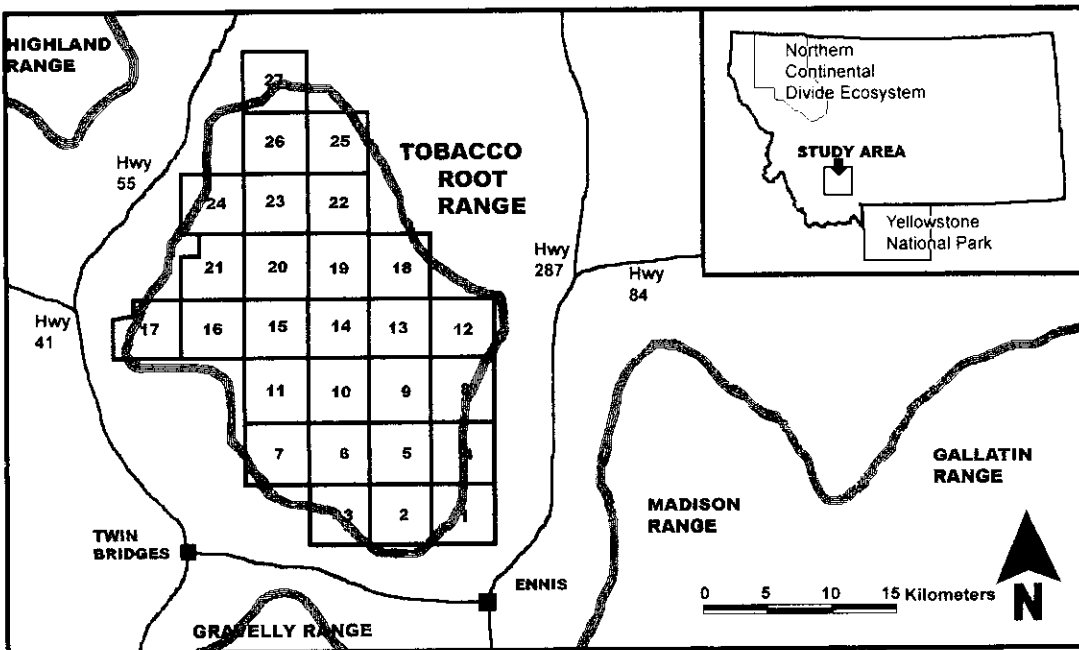 HIGHLAND
RANGE
Northern
Continental
Divide Ecosystem
STUDY AREA
Yellowstone
National Park
27
26
25
TOBACCO
ROOT
RANGE
Hwy
55
24
23
22
21
20
19
18
Hwy
287
Hwy
84
Hwy
41
17
16
15
14
13
12
11
10
9
8
7
6
5
4
3
2
1
GALLATIN
RANGE
MADISON
RANGE
TWIN
BRIDGES
ENNIS
GRAVELLY RANGE
0 5 10 15 Kilometers
N